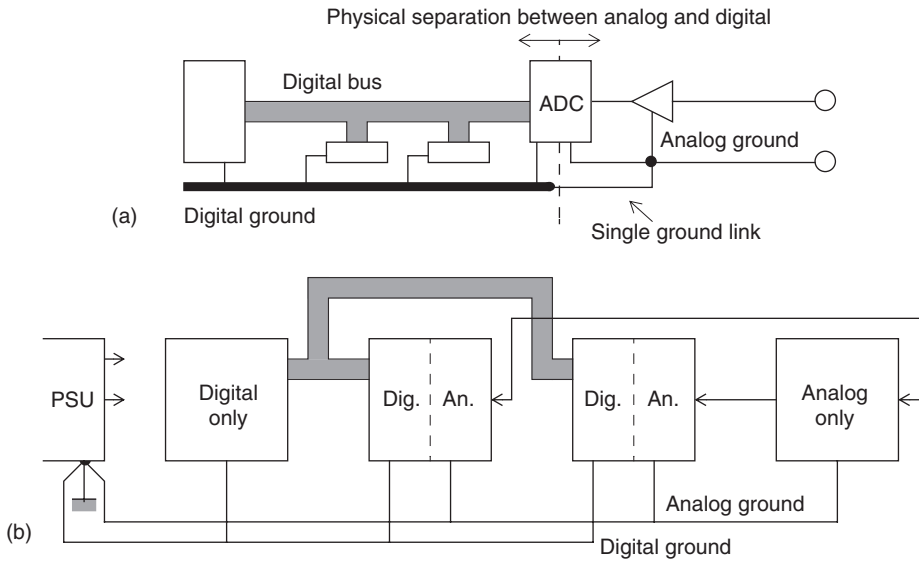 Physical separation between analog and digital
Digital bus
ADC
Analog ground
(a)
Digital ground
Single ground link
PSU
Digital
only
Dig.
An.
Dig.
An.
Analog
only
Analog ground
(b)
Digital ground